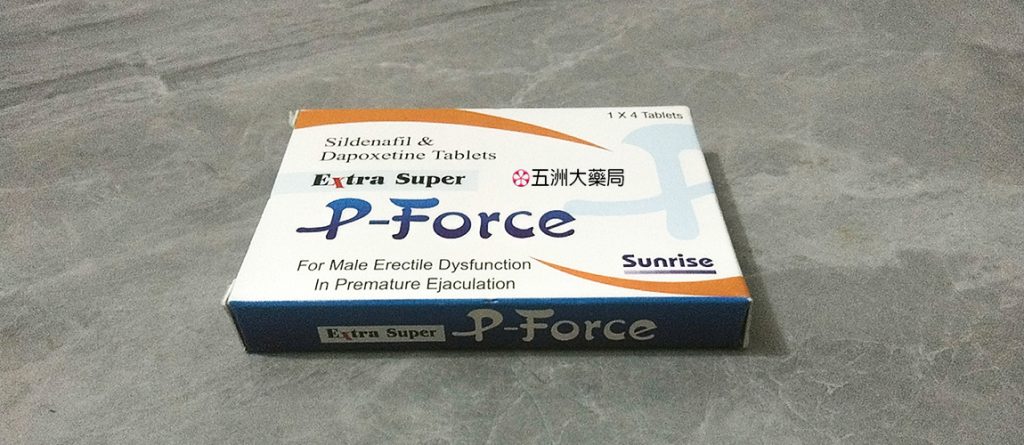 1 X 4 Tablets
Sildenafil &
Dapoxetine Tablets
Extra Super
五洲大藥局
P-Force
Sunrise
For Male Erectile Dysfunction
In Premature Ejaculation
Extra Super P-Force